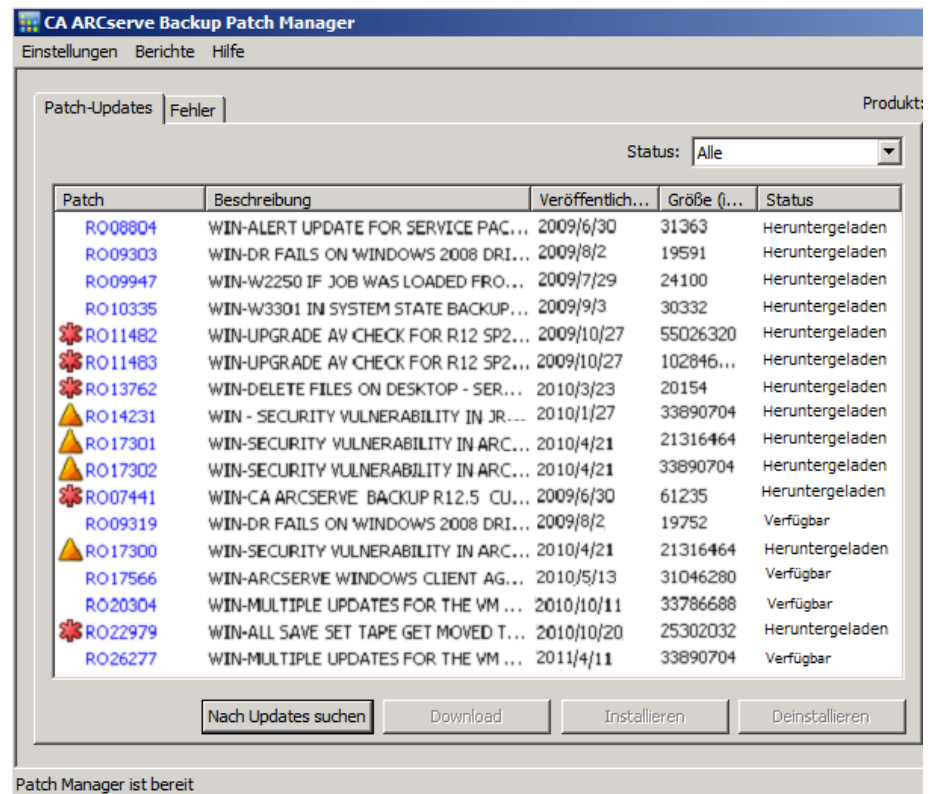 CA ARCserve Backup Patch Manager
Einstellungen Berichte Hilfe
Patch-Updates Fehler Produkt:
Status: Alle
Patch Beschreibung Veröffentlich... Größe (i... Status
RO08804 WIN-ALERT UPDATE FOR SERVICE PAC... 2009/6/30 31363 Heruntergeladen
RO09303 WIN-DR FAILS ON WINDOWS 2008 DRI... 2009/8/2 19591 Heruntergeladen
RO09947 WIN-W2250 IF JOB WAS LOADED FRO... 2009/7/29 24100 Heruntergeladen
RO10335 WIN-W3301 IN SYSTEM STATE BACKUP... 2009/9/3 30332 Heruntergeladen
RO11482 WIN-UPGRADE AV CHECK FOR R12 SP2... 2009/10/27 55026320 Heruntergeladen
RO11483 WIN-UPGRADE AV CHECK FOR R12 SP2... 2009/10/27 102846... Heruntergeladen
RO13762 WIN-DELETE FILES ON DESKTOP - SER... 2010/3/23 20154 Heruntergeladen
RO14231 WIN - SECURITY VULNERABILITY IN JR... 2010/1/27 33890704 Heruntergeladen
RO17301 WIN-SECURITY VULNERABILITY IN ARC... 2010/4/21 21316464 Heruntergeladen
RO17302 WIN-SECURITY VULNERABILITY IN ARC... 2010/4/21 33890704 Heruntergeladen
RO07441 WIN-CA ARCSERVE BACKUP R12.5 CU... 2009/6/30 61235 Heruntergeladen
RO09319 WIN-DR FAILS ON WINDOWS 2008 DRI... 2009/8/2 19752 Verfügbar
RO17300 WIN-SECURITY VULNERABILITY IN ARC... 2010/4/21 21316464 Heruntergeladen
RO17566 WIN-ARCSERVE WINDOWS CLIENT AG... 2010/5/13 31046280 Verfügbar
RO20304 WIN-MULTIPLE UPDATES FOR THE VM ... 2010/10/11 33786688 Verfügbar
RO22979 WIN-ALL SAVE SET TAPE GET MOVED T... 2010/10/20 25302032 Heruntergeladen
RO26277 WIN-MULTIPLE UPDATES FOR THE VM ... 2011/4/11 33890704 Verfügbar
Nach Updates suchen Download Installieren Deinstallieren
Patch Manager ist bereit